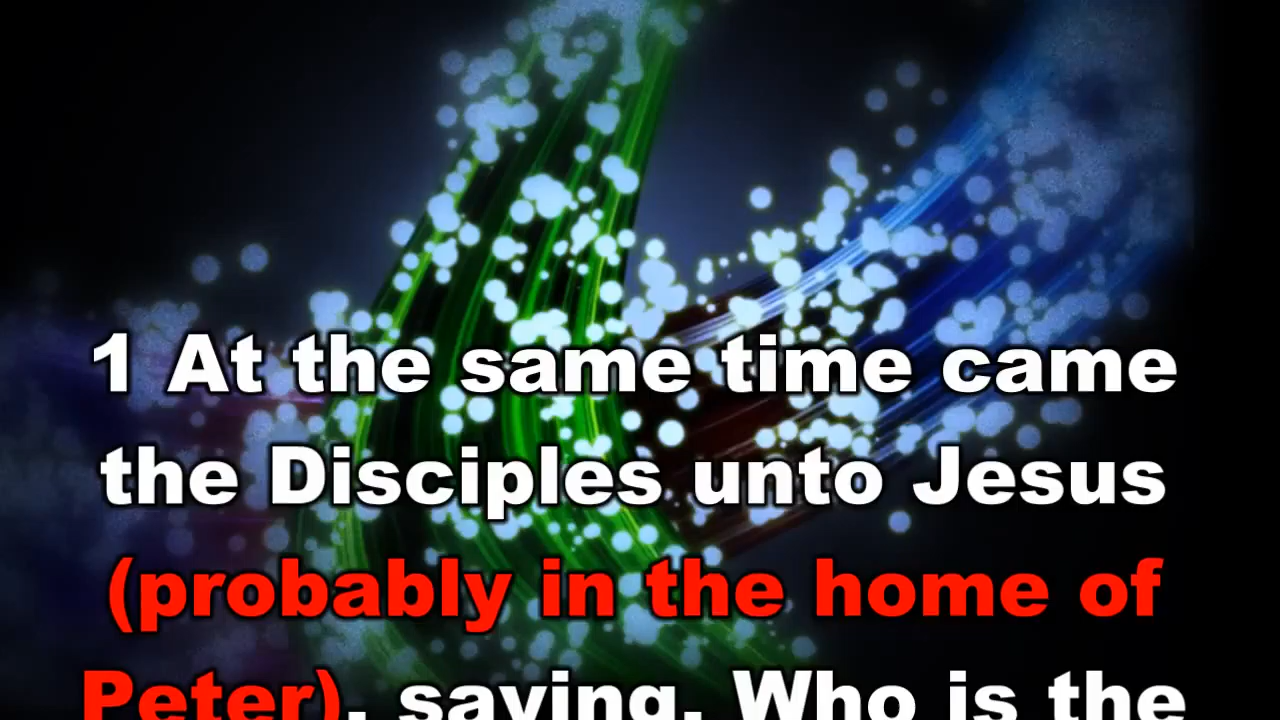 1 At the same time came
the Disciples unto Jesus
(probably in the home of
Peter), saying, Who is the